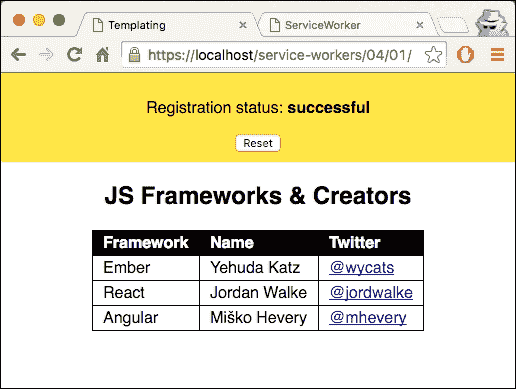 Templating
ServiceWorker
https://service-workers/04/01/
Registration status: successful
Reset
JS Frameworks & Creators
Framework Name Twitter
Ember Yehuda Katz @wycats
React Jordan Walke @jordwalke
Angular Miško Hevery @mhevery